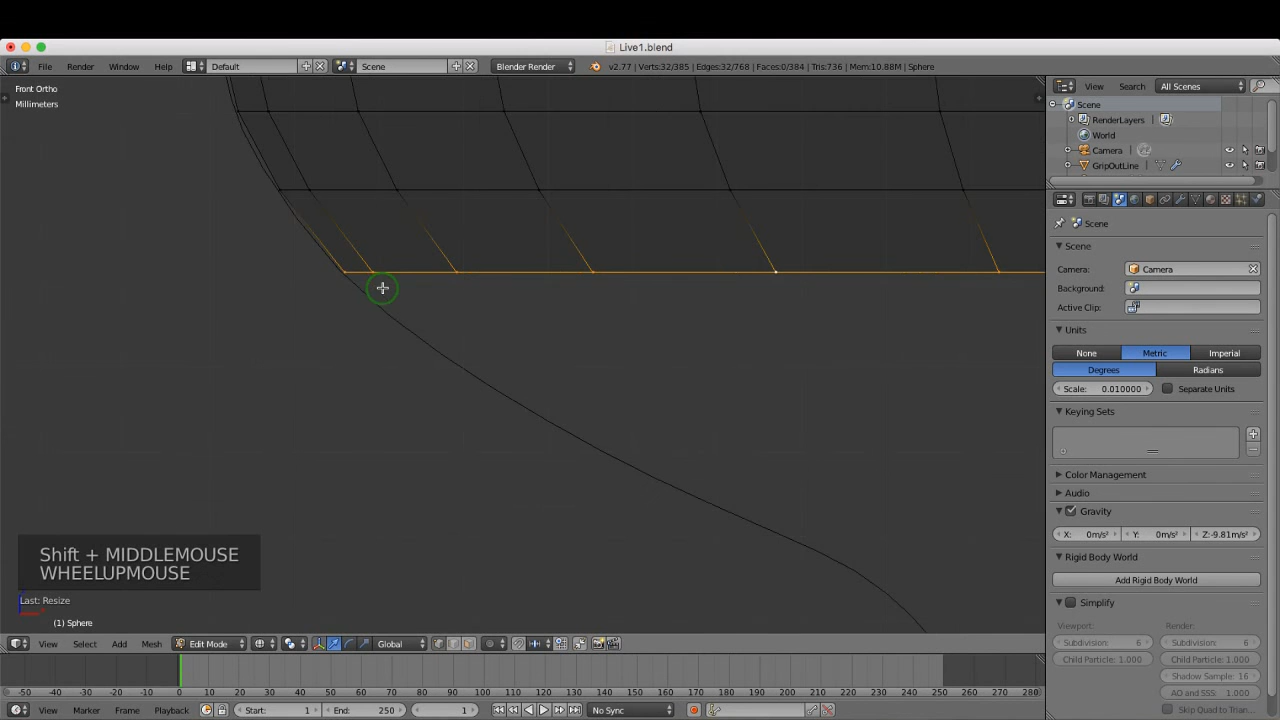 Live1.blend
File Render Window Help Default Scene Blender Render v2.77 | Verts:32/385 | Edges:32/768 | Faces:0/384 | Tris:736 | Mem:10.88M | Sphere
Front Ortho
Millimeters
View Search All Scenes
Scene
RenderLayers
World
Camera
GripOutLine
Scene
Scene
Camera: Camera
Background:
Active Clip:
Units
None Metric Imperial
Degrees Radians
Scale: 0.010000 Separate Units
Keying Sets
Color Management
Audio
Gravity
X: 0m/s² Y: 0m/s² Z:-9.81m/s²
Rigid Body World
Add Rigid Body World
Simplify
Viewport: Render:
Subdivision: 6 Subdivision: 6
Child Particle: 1.000 Child Particle: 1.000
Shadow Sample: 16
AO and SSS: 1.000
Skip Quad to Trian...
Shift + MIDDLEMOUSE
WHEELUPMOUSE
Last: Resize
(1) Sphere
View Select Add Mesh Edit Mode Global
-50 -40 -30 -20 -10 0 10 20 30 40 50 60 70 80 90 100 110 120 130 140 150 160 170 180 190 200 210 220 230 240 250 260 270 280
View Marker Frame Playback Start: 1 End: 250 1 No Sync